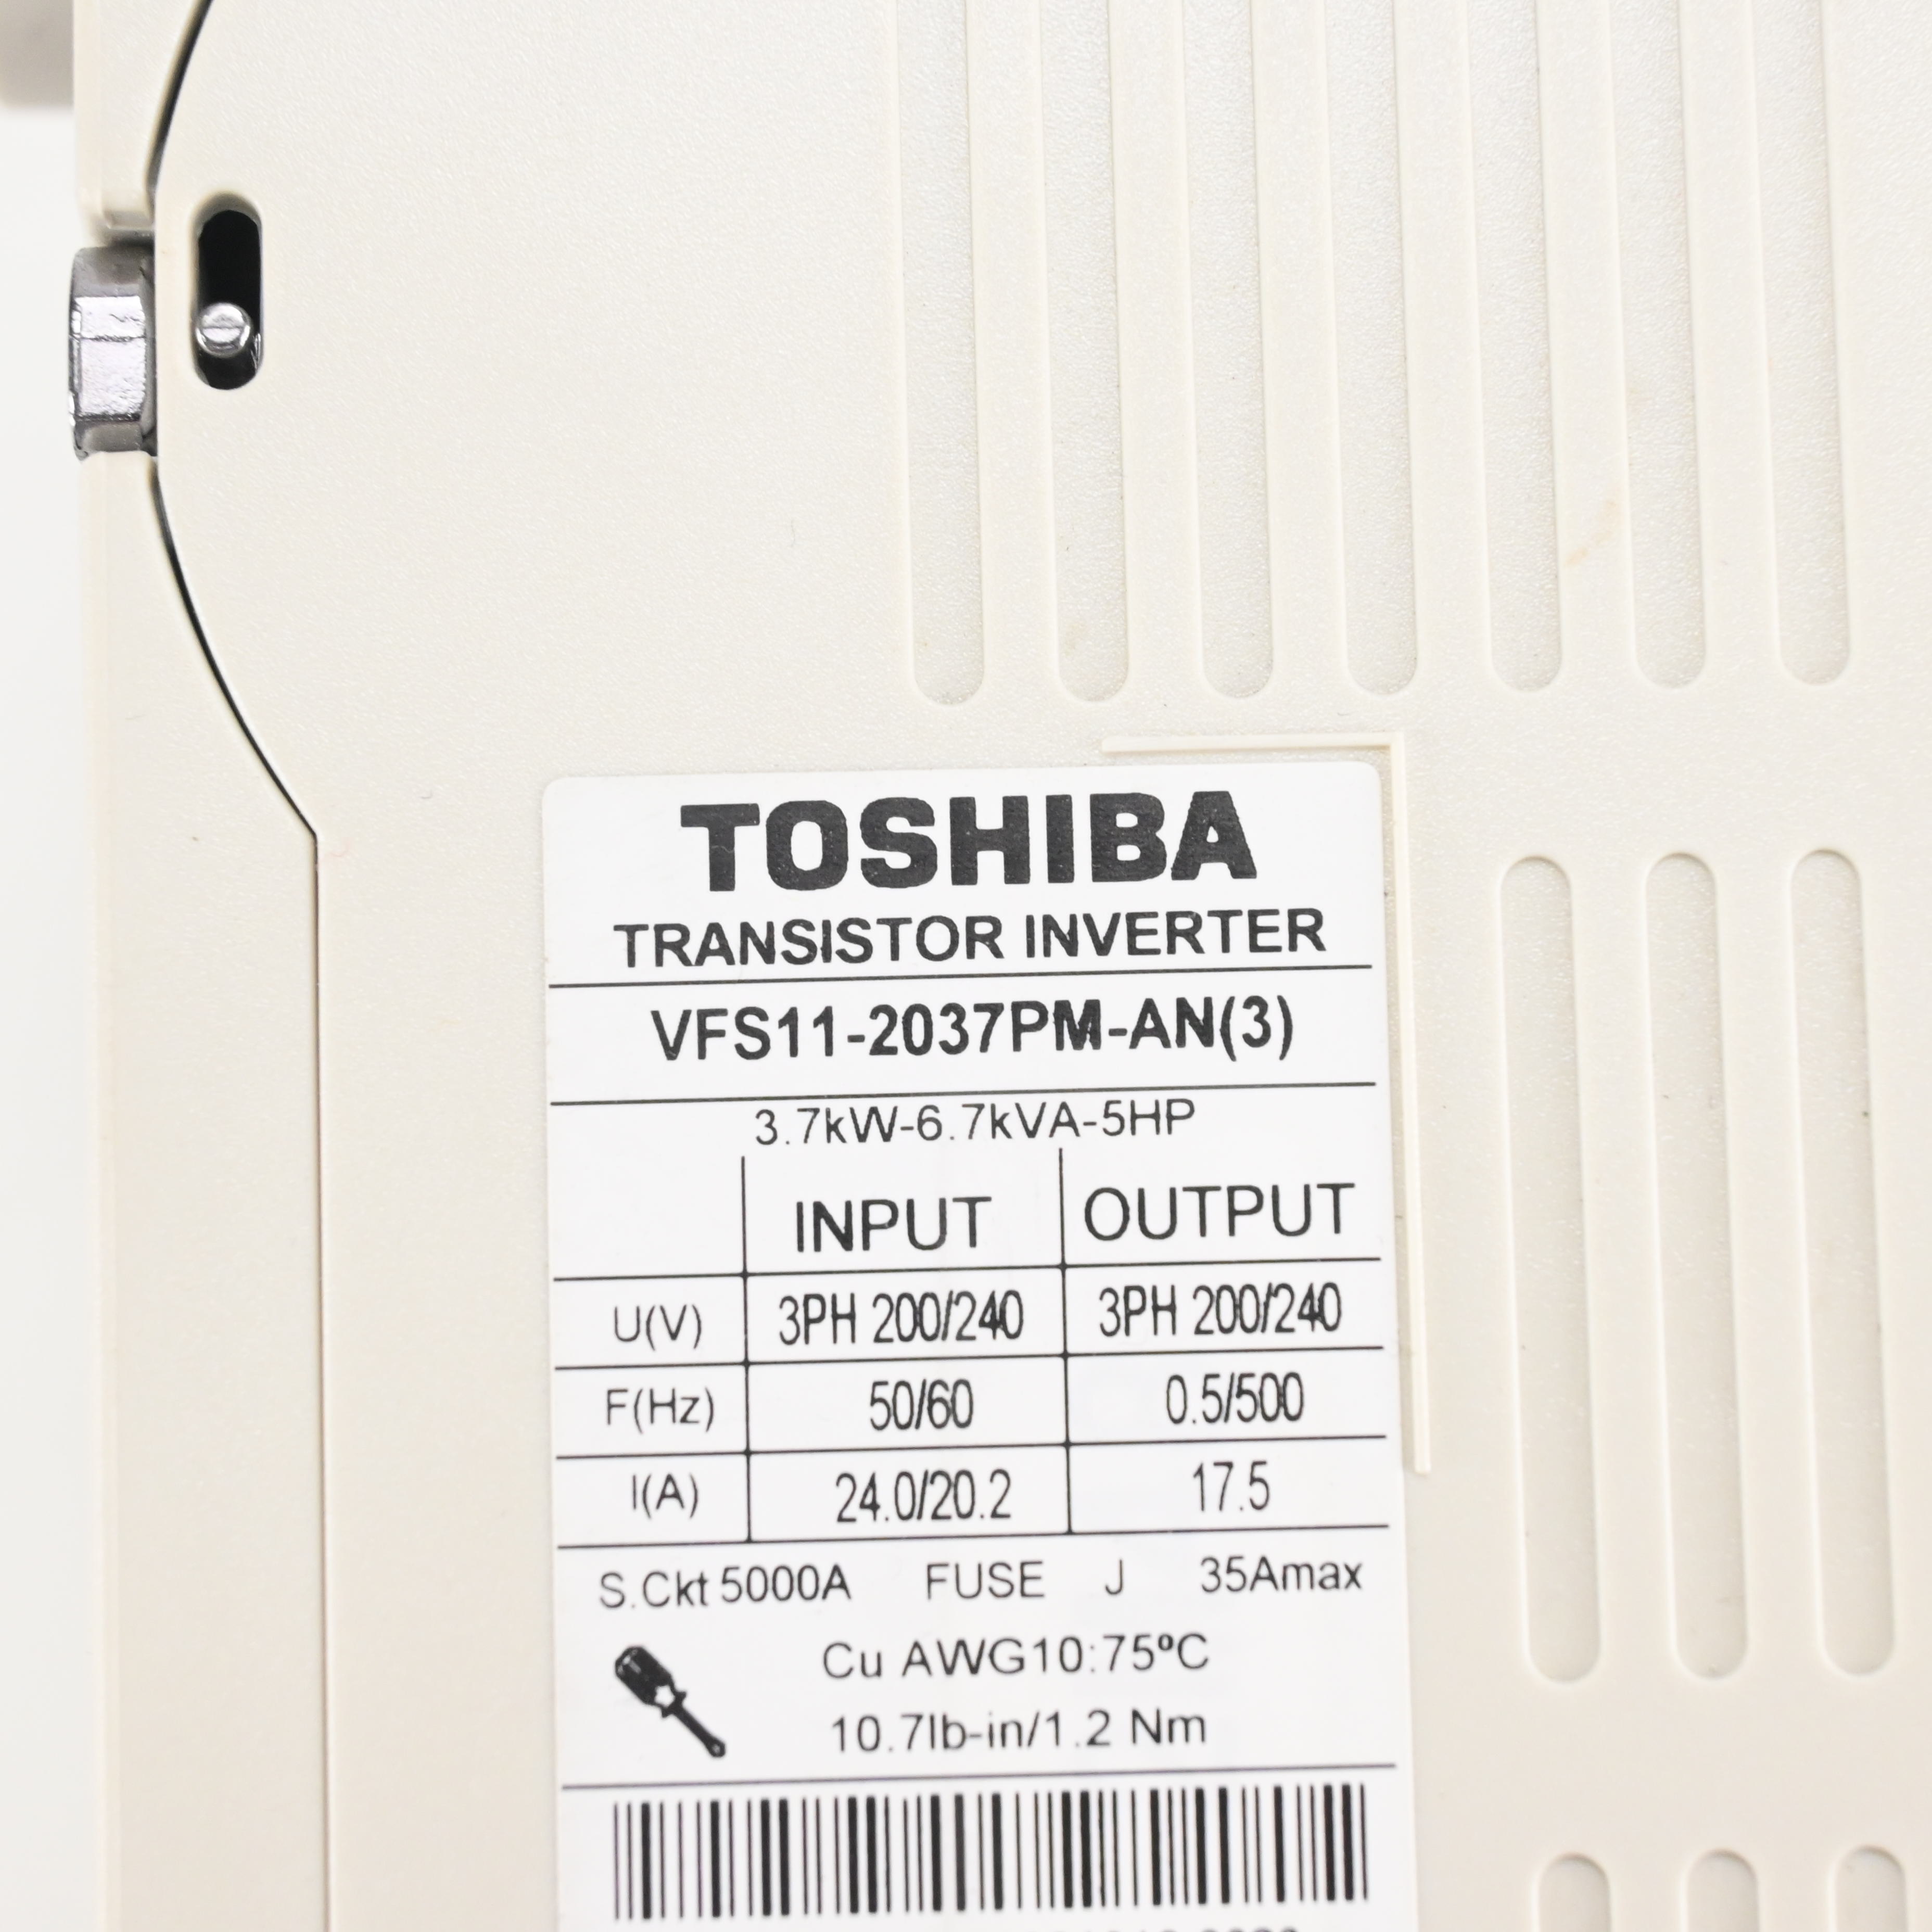 TOSHIBA
TRANSISTOR INVERTER
VFS11-2037PM-AN(3)
3.7kW-6.7kVA-5HP
INPUT OUTPUT
U(V) 3PH 200/240 3PH 200/240
F(Hz) 50/60 0.5/500
I(A) 24.0/20.2 17.5
S.Ckt 5000A FUSE J 35Amax
Cu AWG10:75ºC
10.7lb-in/1.2 Nm